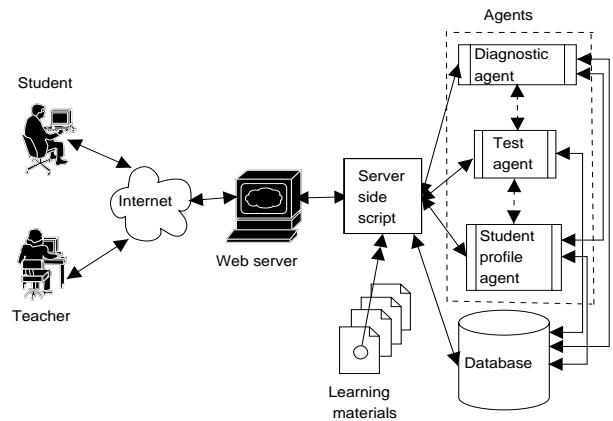 Agents
Student
Diagnostic
agent
Test
agent
Internet
Server
side
script
Web server
Student
profile
agent
Teacher
Learning
materials
Database